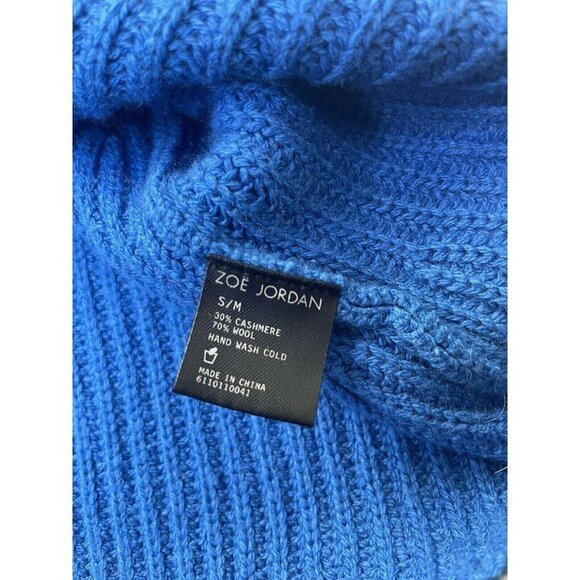 ZOË JORDAN
S/M
30% CASHMERE
70% WOOL
HAND WASH COLD
MADE IN CHINA
6110110041